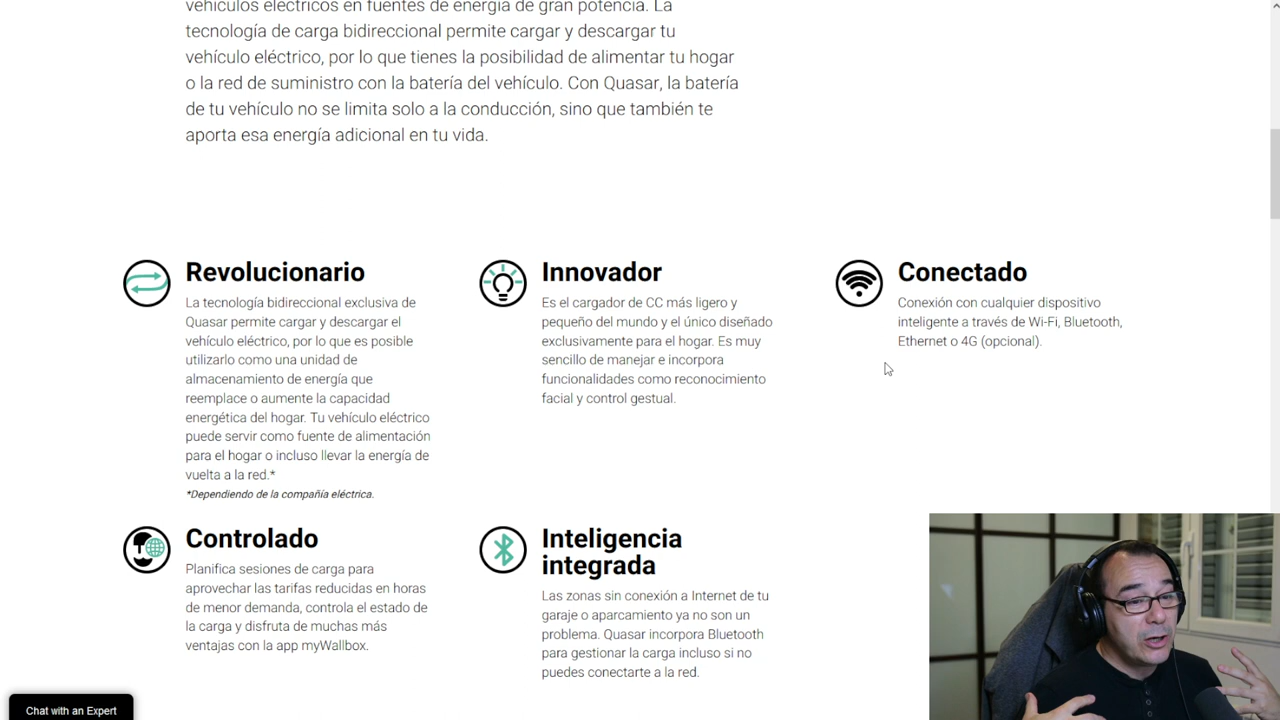 vehículos eléctricos en fuentes de energía de gran potencia. La
tecnología de carga bidireccional permite cargar y descargar tu
vehículo eléctrico, por lo que tienes la posibilidad de alimentar tu hogar
o la red de suministro con la batería del vehículo. Con Quasar, la batería
de tu vehículo no se limita solo a la conducción, sino que también te
aporta esa energía adicional en tu vida.
Revolucionario
La tecnología bidireccional exclusiva de
Quasar permite cargar y descargar el
vehículo eléctrico, por lo que es posible
utilizarlo como una unidad de
almacenamiento de energía que
reemplace o aumente la capacidad
energética del hogar. Tu vehículo eléctrico
puede servir como fuente de alimentación
para el hogar o incluso llevar la energía de
vuelta a la red.*
*Dependiendo de la compañía eléctrica.
Innovador
Es el cargador de CC más ligero y
pequeño del mundo y el único diseñado
exclusivamente para el hogar. Es muy
sencillo de manejar e incorpora
funcionalidades como reconocimiento
facial y control gestual.
Conectado
Conexión con cualquier dispositivo
inteligente a través de Wi-Fi, Bluetooth,
Ethernet o 4G (opcional).
Controlado
Planifica sesiones de carga para
aprovechar las tarifas reducidas en horas
de menor demanda, controla el estado de
la carga y disfruta de muchas más
ventajas con la app myWallbox.
Inteligencia
integrada
Las zonas sin conexión a Internet de tu
garaje o aparcamiento ya no son un
problema. Quasar incorpora Bluetooth
para gestionar la carga incluso si no
puedes conectarte a la red.
Chat with an Expert